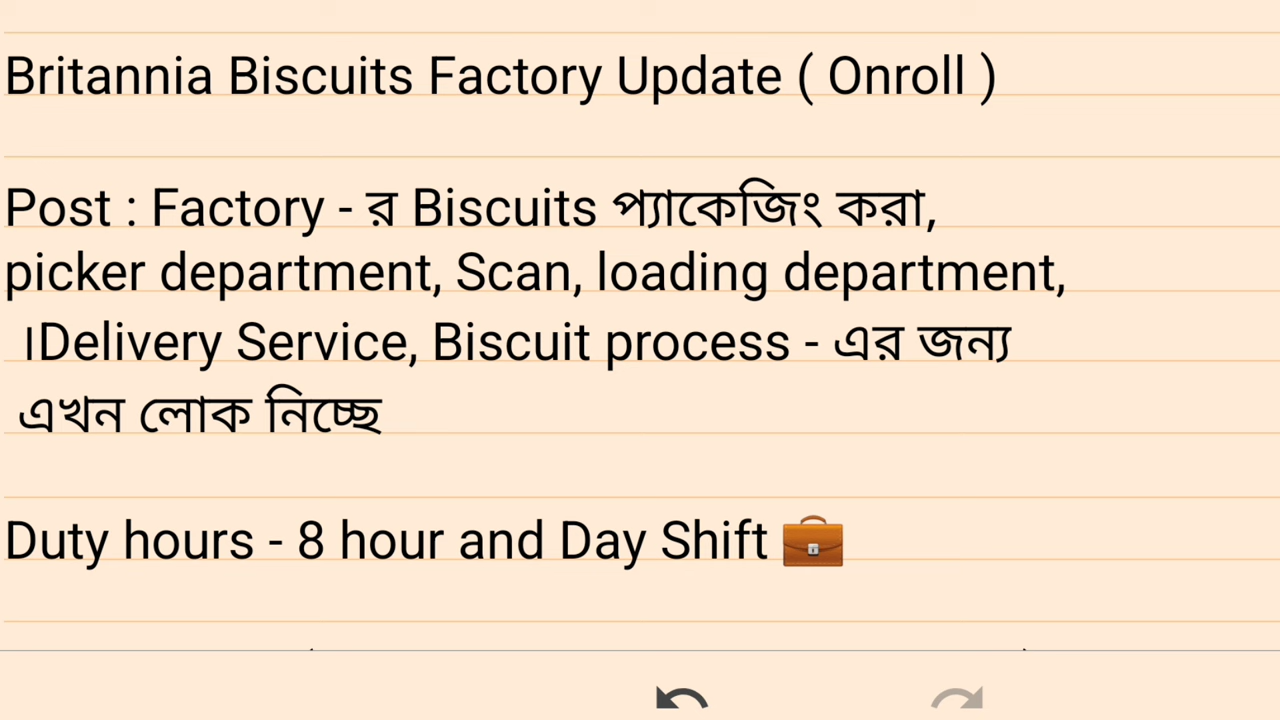 Britannia Biscuits Factory Update ( Onroll )
Post : Factory - র Biscuits প্যাকেজিং করা,
picker department, Scan, loading department,
।Delivery Service, Biscuit process - এর জন্য
এখন লোক নিচ্ছে
Duty hours - 8 hour and Day Shift 💼